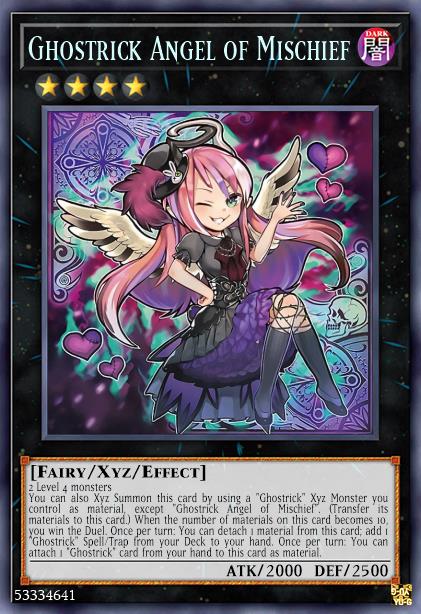 Ghostrick Angel of Mischief
DARK
闇
[Fairy/Xyz/Effect]
2 Level 4 monsters
You can also Xyz Summon this card by using a "Ghostrick" Xyz Monster you
control as material, except "Ghostrick Angel of Mischief". (Transfer its
materials to this card.) When the number of materials on this card becomes 10,
you win the Duel. Once per turn: You can detach 1 material from this card; add 1
"Ghostrick" Spell/Trap from your Deck to your hand. Once per turn: You can
attach 1 "Ghostrick" card from your hand to this card as material.
ATK/2000 DEF/2500
53334641